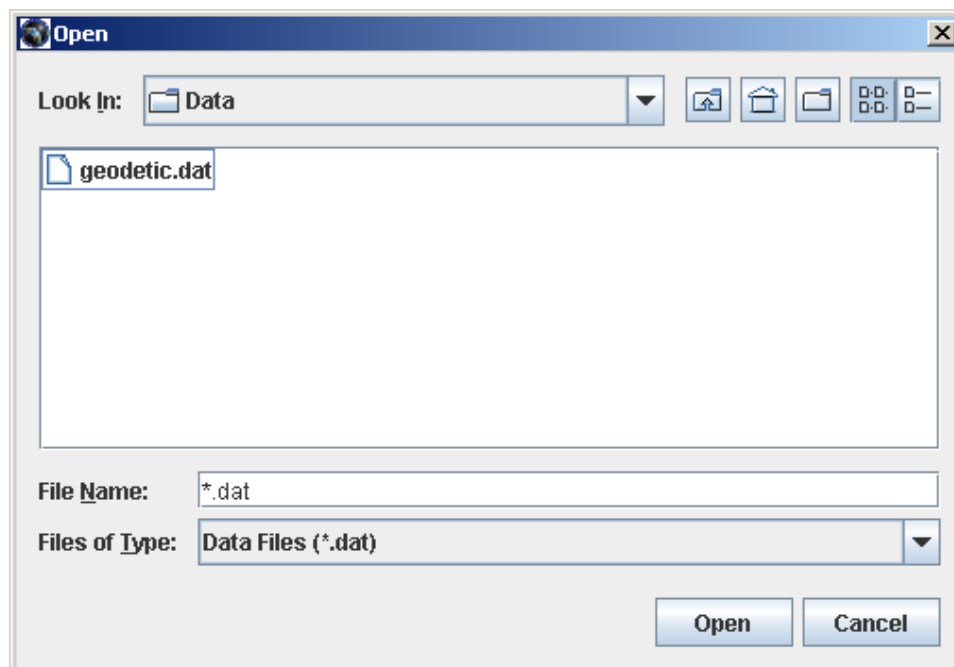 Open
Look In: Data
geodetic.dat
File Name: *.dat
Files of Type: Data Files (*.dat)
Open Cancel